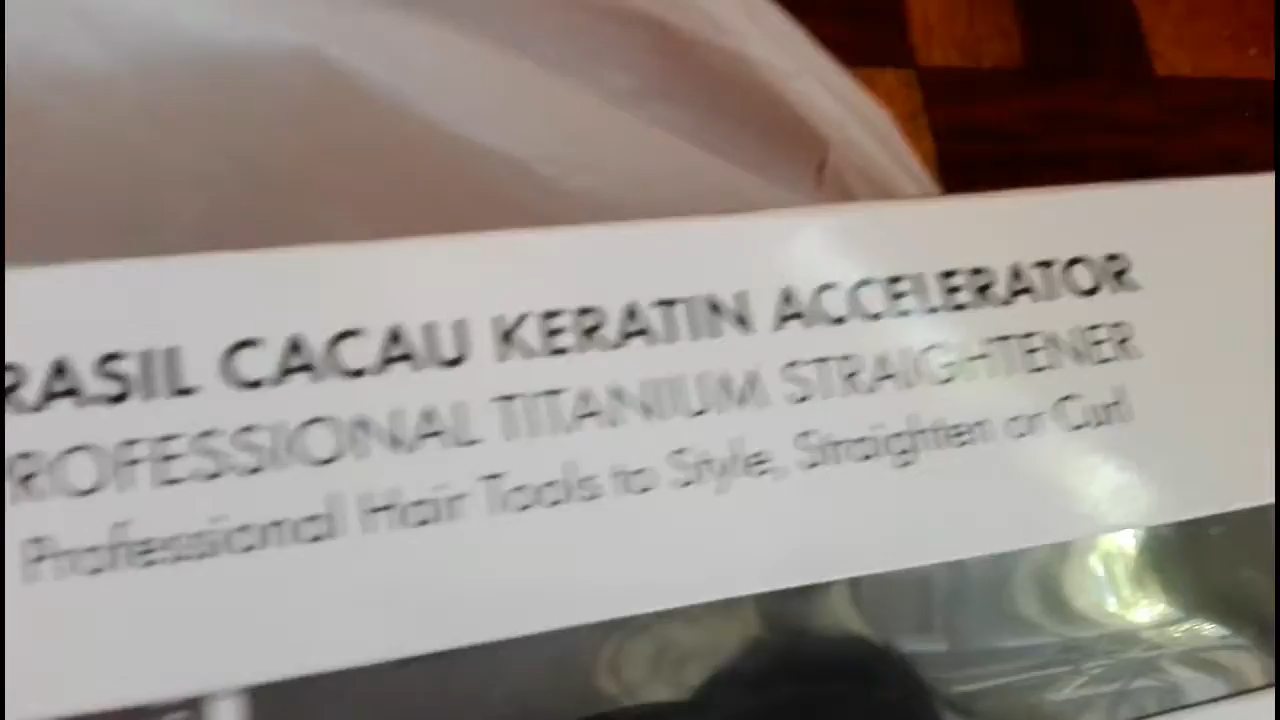 RASIL CACAU KERATIN ACCELERATOR
ROFESSIONAL TITANIUM STRAIGHTENER
Professional Hair Tools to Style, Straighten or Curl